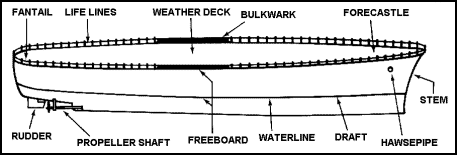 FANTAIL
LIFE LINES
WEATHER DECK
BULKWARK
FORECASTLE
RUDDER
PROPELLER SHAFT
FREEBOARD
WATERLINE
DRAFT
HAWSEPIPE
STEM